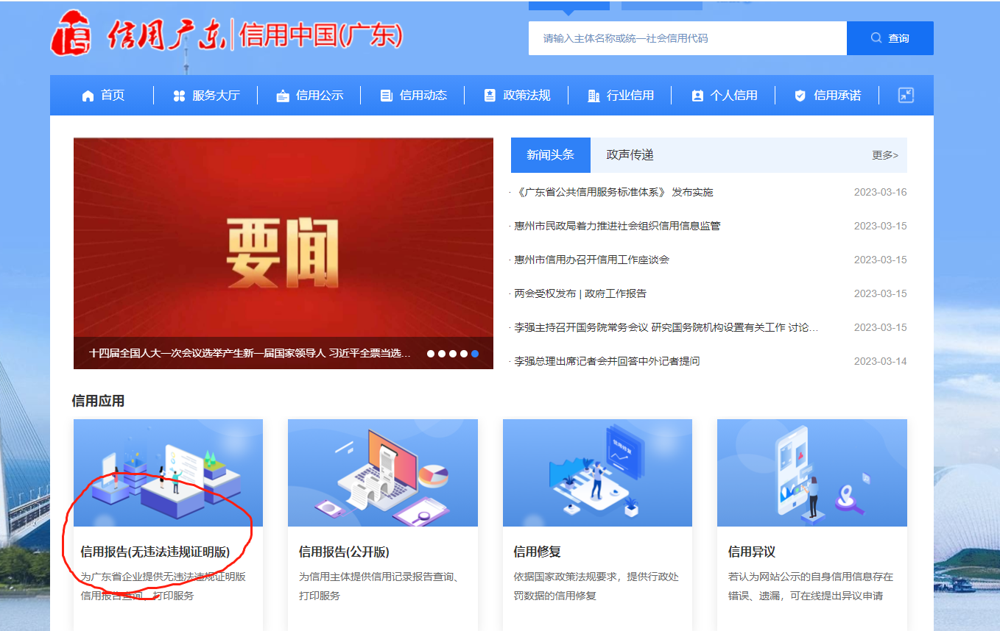 信用广东 信用中国(广东)
请输入主体名称或统一社会信用代码
查询
首页 服务大厅 信用公示 信用动态 政策法规 行业信用 个人信用 信用承诺
要闻
十四届全国人大一次会议选举产生新一届国家领导人 习近平全票当选...
新闻头条 政声传递 更多>
· 《广东省公共信用服务标准体系》 发布实施 2023-03-16
· 惠州市民政局着力推进社会组织信用信息监管 2023-03-15
· 惠州市信用办召开信用工作座谈会 2023-03-15
· 两会受权发布 | 政府工作报告 2023-03-15
· 李强主持召开国务院常务会议 研究国务院机构设置有关工作 讨论... 2023-03-15
· 李强总理出席记者会并回答中外记者提问 2023-03-14
信用应用
信用修复
信用报告(无违法违规证明版)
为广东省企业提供无违法违规证明版
信用报告查询、打印服务
信用报告(公开版)
为信用主体提供信用记录报告查询、
打印服务
信用修复
依据国家政策法规要求，提供行政处
罚数据的信用修复
信用异议
若认为网站公示的自身信用信息存在
错误、遗漏，可在线提出异议申请